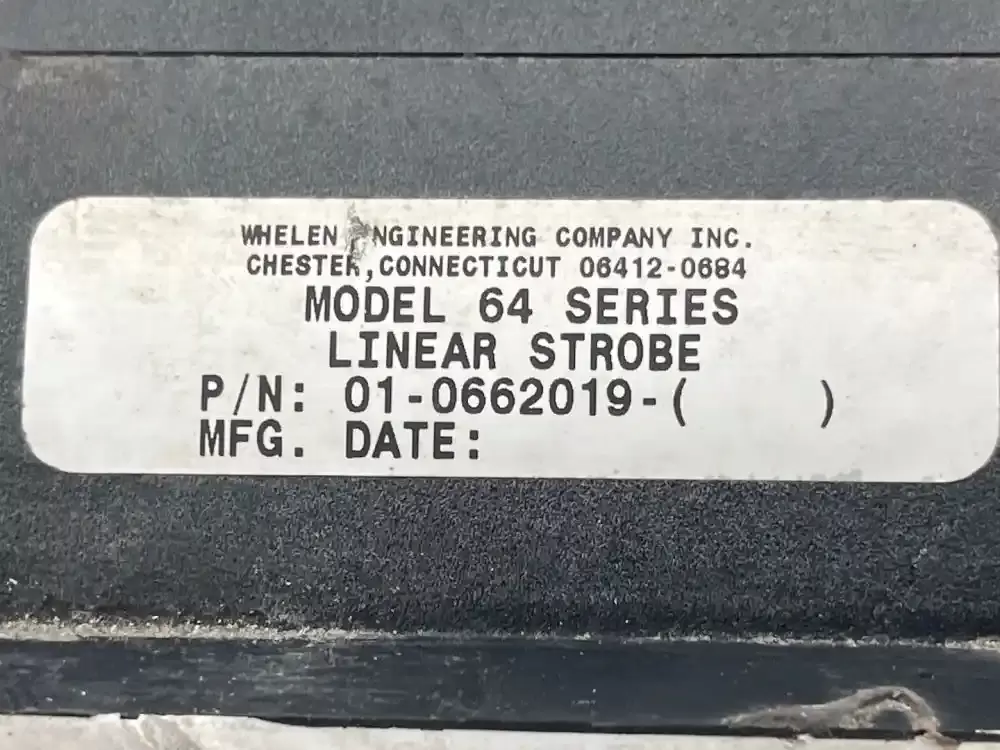 WHELEN ENGINEERING COMPANY INC.
CHESTER, CONNECTICUT 06412-0684
MODEL 64 SERIES
LINEAR STROBE
P/N: 01-0662019-( )
MFG. DATE: